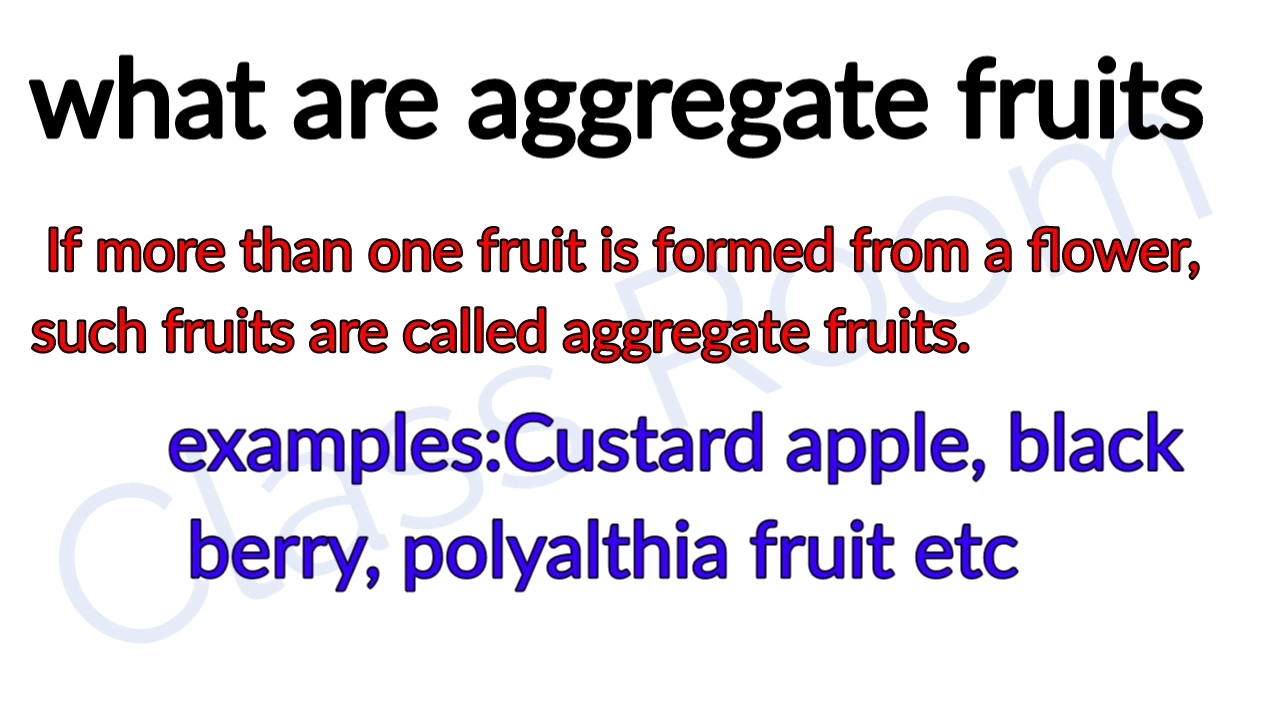 what are aggregate fruits
If more than one fruit is formed from a flower,
such fruits are called aggregate fruits.
examples:Custard apple, black
berry, polyalthia fruit etc
Class Room